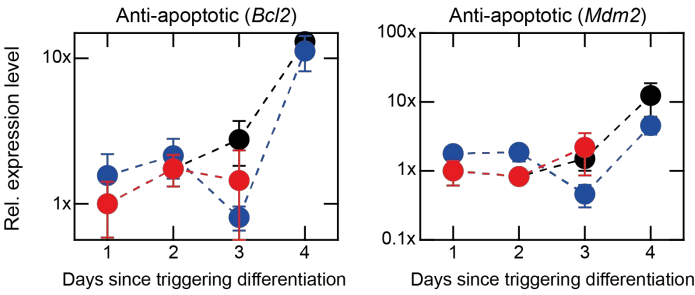 Anti-apoptotic (Bcl2)
Anti-apoptotic (Mdm2)
Rel. expression level
10x
1x
1 2 3 4
Days since triggering differentiation
100x
10x
1x
0.1x
1 2 3 4
Days since triggering differentiation